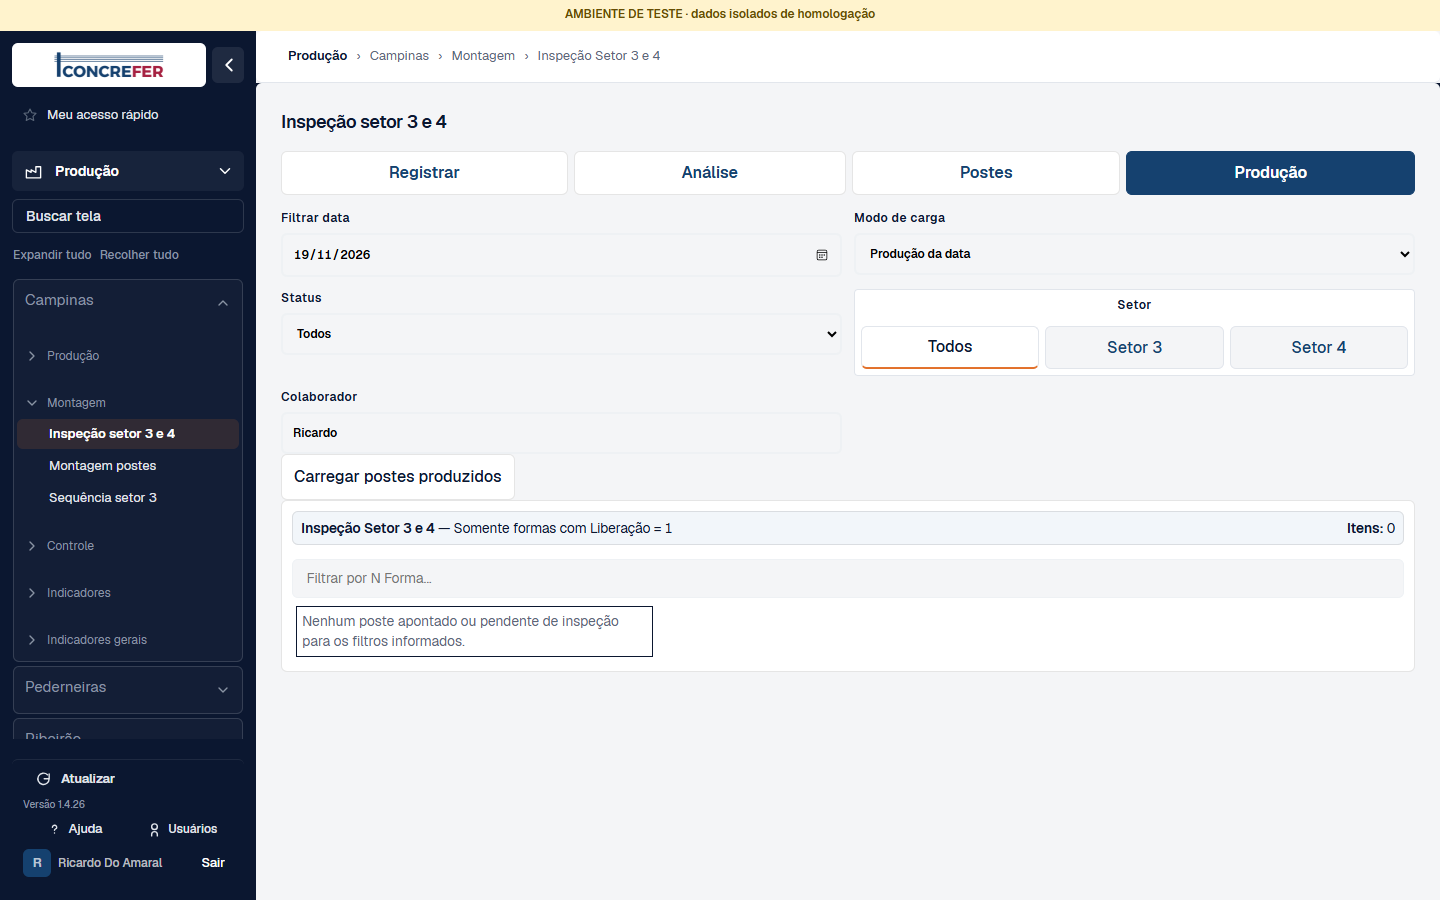 AMBIENTE DE TESTE · dados isolados de homologação
CONCREFER
Meu acesso rápido
Produção
Buscar tela
Expandir tudo Recolher tudo
Campinas
Produção
Montagem
Inspeção setor 3 e 4
Montagem postes
Sequência setor 3
Controle
Indicadores
Indicadores gerais
Pederneiras
Ribeirão
Atualizar
Versão 1.4.26
? Ajuda
Usuários
R Ricardo Do Amaral
Sair
Produção › Campinas › Montagem › Inspeção Setor 3 e 4
Inspeção setor 3 e 4
Registrar
Análise
Postes
Produção
Filtrar data
19/11/2026
Modo de carga
Produção da data
Status
Todos
Setor
Todos
Setor 3
Setor 4
Colaborador
Ricardo
Carregar postes produzidos
Inspeção Setor 3 e 4 — Somente formas com Liberação = 1
Itens: 0
Filtrar por N Forma...
Nenhum poste apontado ou pendente de inspeção
para os filtros informados.